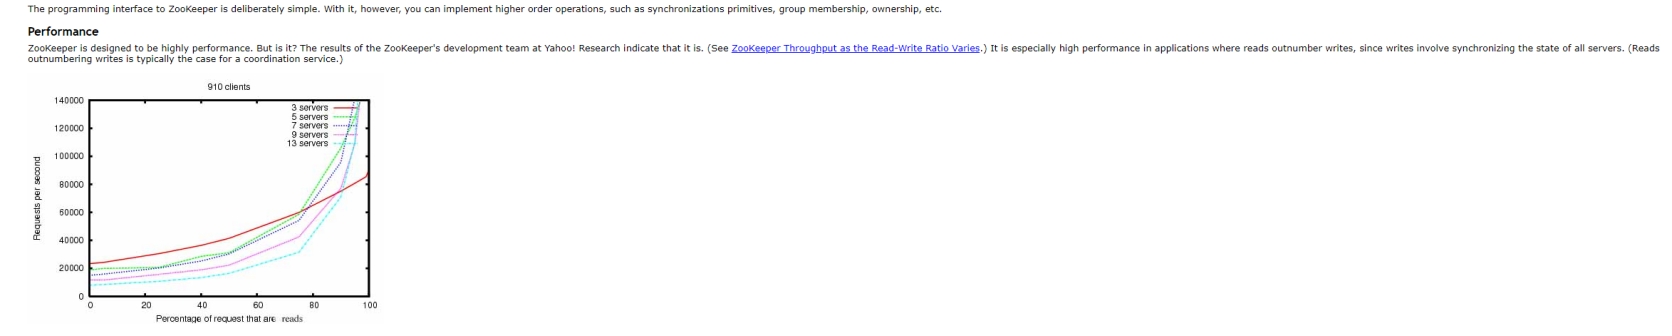 The programming interface to ZooKeeper is deliberately simple. With it, however, you can implement higher order operations, such as synchronizations primitives, group membership, ownership, etc.
Performance
ZooKeeper is designed to be highly performance. But is it? The results of the ZooKeeper's development team at Yahoo! Research indicate that it is. (See ZooKeeper Throughput as the Read-Write Ratio Varies.) It is especially high performance in applications where reads outnumber writes, since writes involve synchronizing the state of all servers. (Reads
outnumbering writes is typically the case for a coordination service.)
910 clients
140000
120000
100000
80000
60000
40000
20000
0
Requests per second
3 servers
5 servers
7 servers
9 servers
13 servers
0 20 40 60 80 100
Percentage of request that are reads